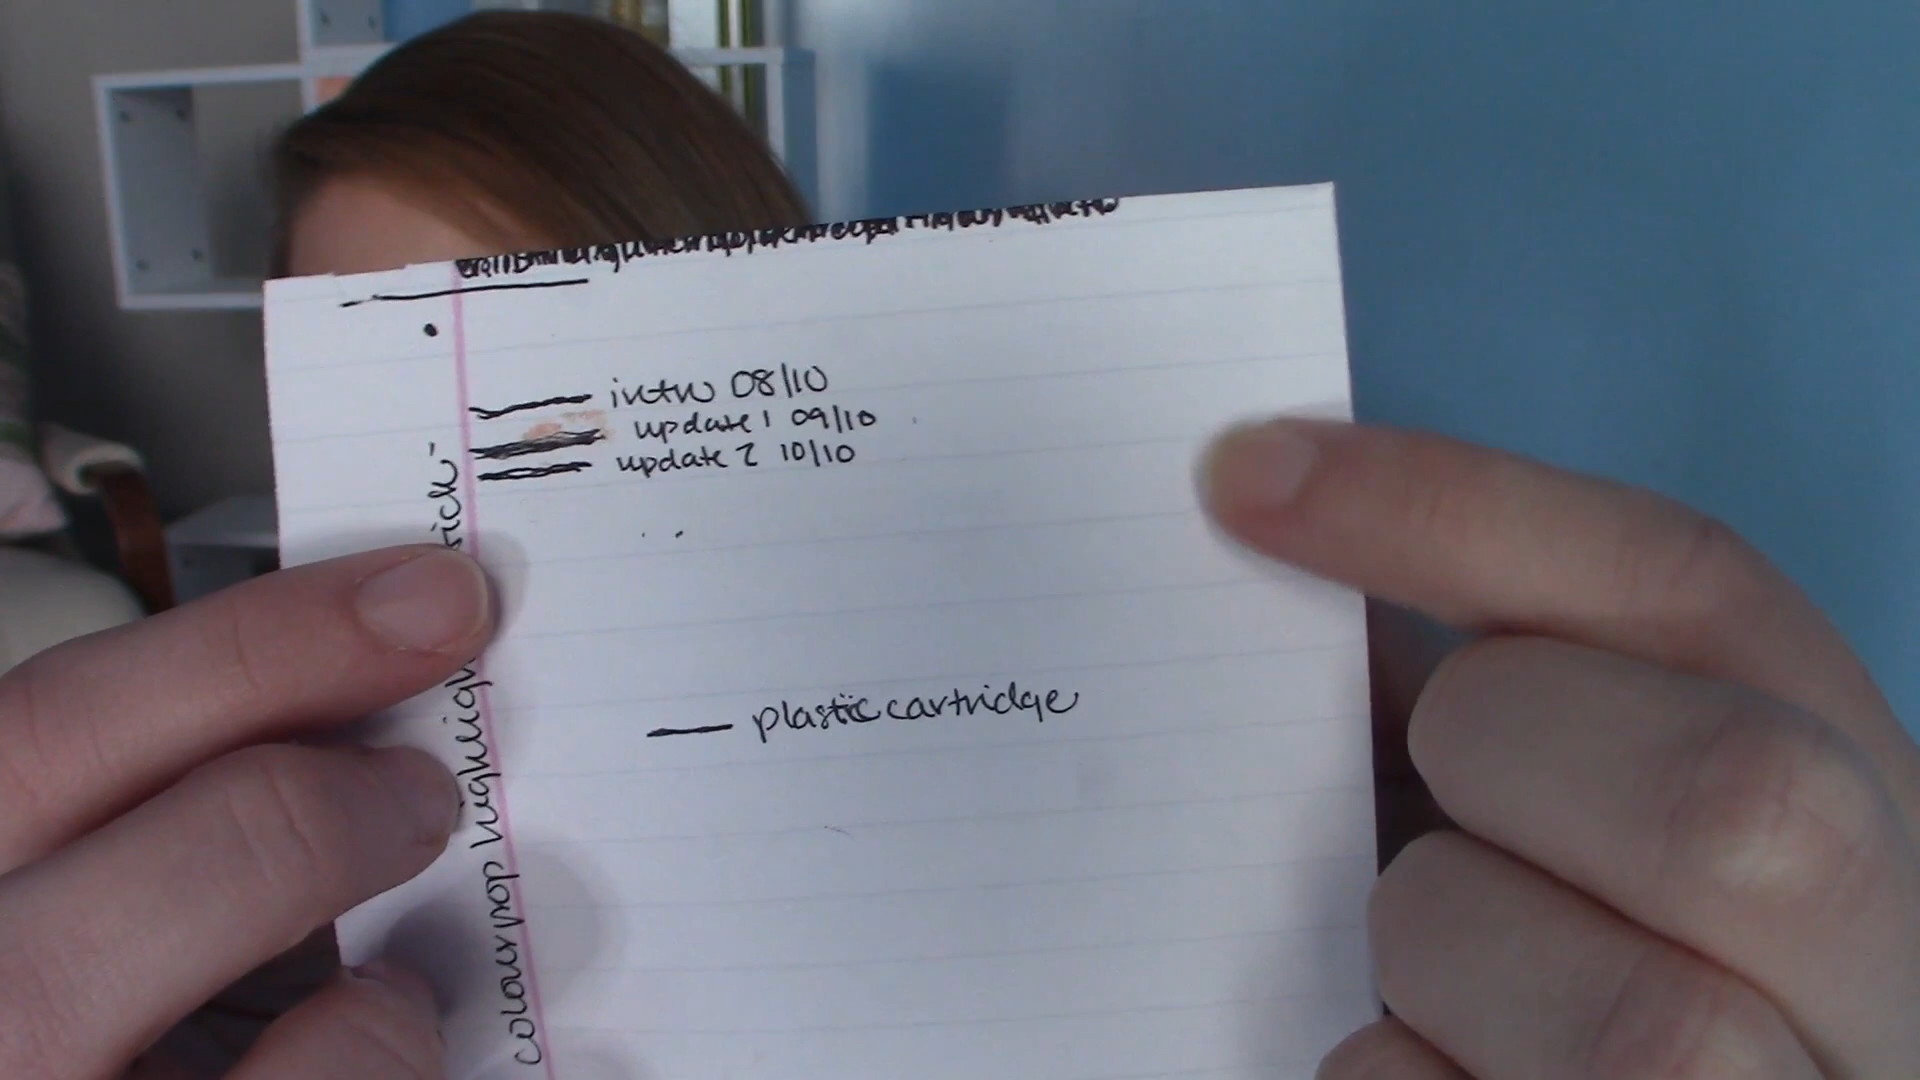 intro 08/10
update 1 09/10
update 2 10/10
plastic cartridge
colourpop highlight stick